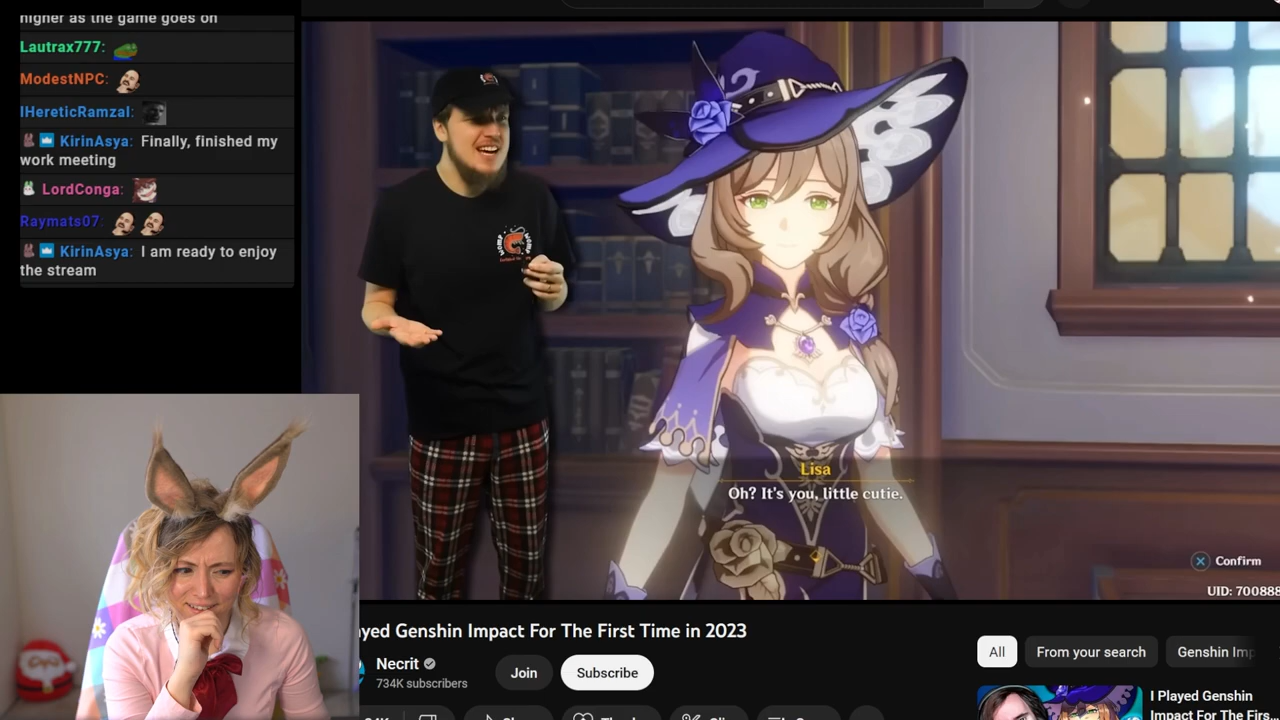 higher as the game goes on
Lautrax777:
ModestNPC:
IHereticRamzal:
KirinAsya: Finally, finished my
work meeting
LordConga:
Raymats07:
KirinAsya: I am ready to enjoy
the stream
Lisa
Oh? It's you, little cutie.
Confirm
UID: 700888
ayed Genshin Impact For The First Time in 2023
Necrit
734K subscribers
Join
Subscribe
All
From your search
Genshin Imp
I Played Genshin
Impact For The Firs